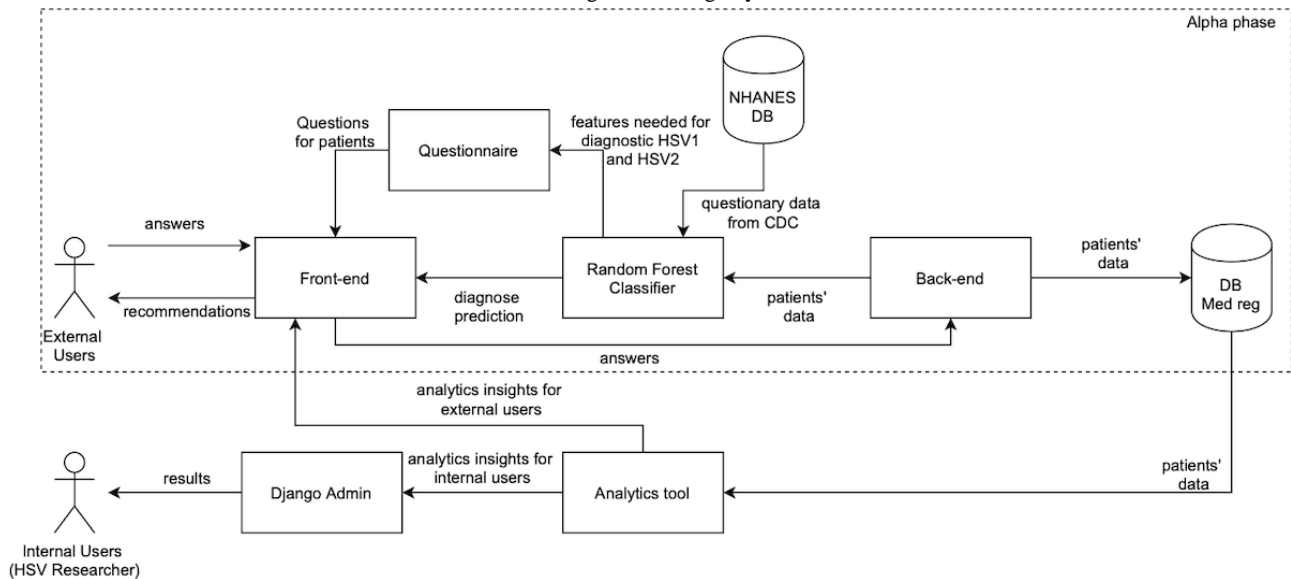 Alpha phase
NHANES
DB
Questions
for patients
Questionnaire
features needed for
diagnostic HSV1
and HSV2
questionary data
from CDC
answers
Front-end
Random Forest
Classifier
Back-end
patients'
data
DB
Med reg
recommendations
diagnose
prediction
patients'
data
External
Users
answers
analytics insights for
external users
results
Django Admin
analytics insights for
internal users
Analytics tool
patients'
data
Internal Users
(HSV Researcher)